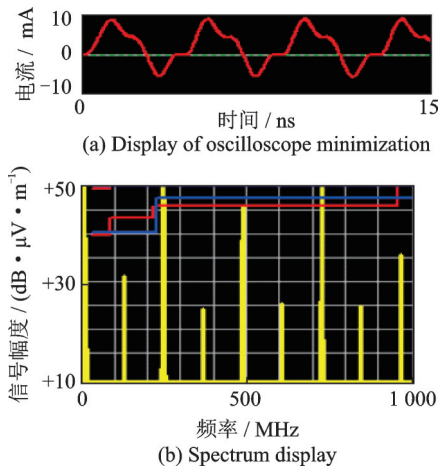 电流 / mA
10
0
−10
0
15
时间 / ns
(a) Display of oscilloscope minimization
信号幅度 / (dB • μV • m⁻¹)
+50
+30
+10
0
500
1 000
频率 / MHz
(b) Spectrum display